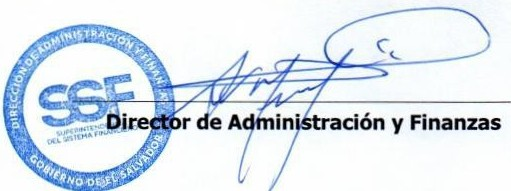 DIRECCIÓN DE ADMINISTRACIÓN Y FINANZAS
SSF
SUPERINTENDENCIA
DEL SISTEMA FINANCIERO
GOBIERNO DE EL SALVADOR
Director de Administración y Finanzas